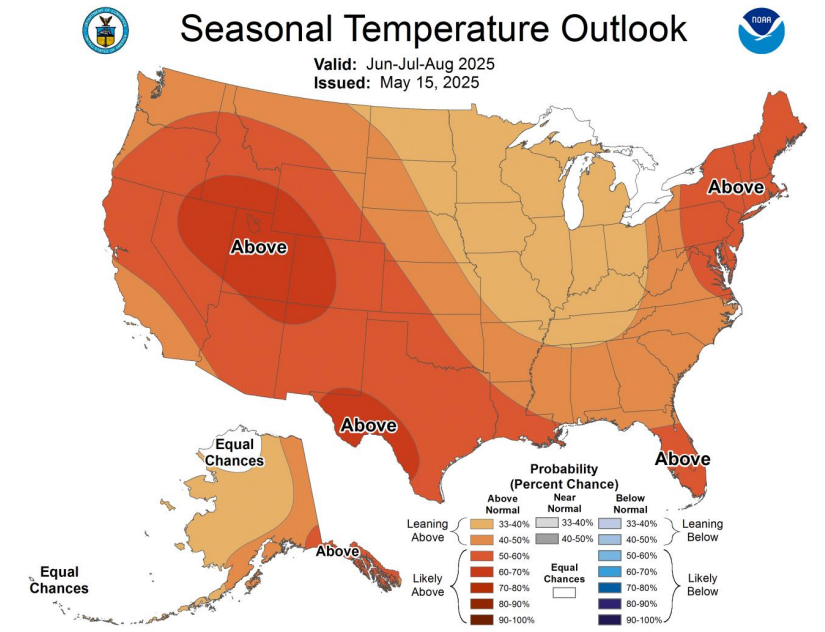 Seasonal Temperature Outlook
NOAA
Valid: Jun-Jul-Aug 2025
Issued: May 15, 2025
Above
Above
Above
Above
Equal
Chances
Above
Equal
Chances
Probability
(Percent Chance)
Above
Normal
Near
Normal
Below
Normal
Leaning
Above
33-40%
40-50%
33-40%
40-50%
33-40%
40-50%
Leaning
Below
Likely
Above
50-60%
60-70%
70-80%
80-90%
90-100%
Equal
Chances
50-60%
60-70%
70-80%
80-90%
90-100%
Likely
Below